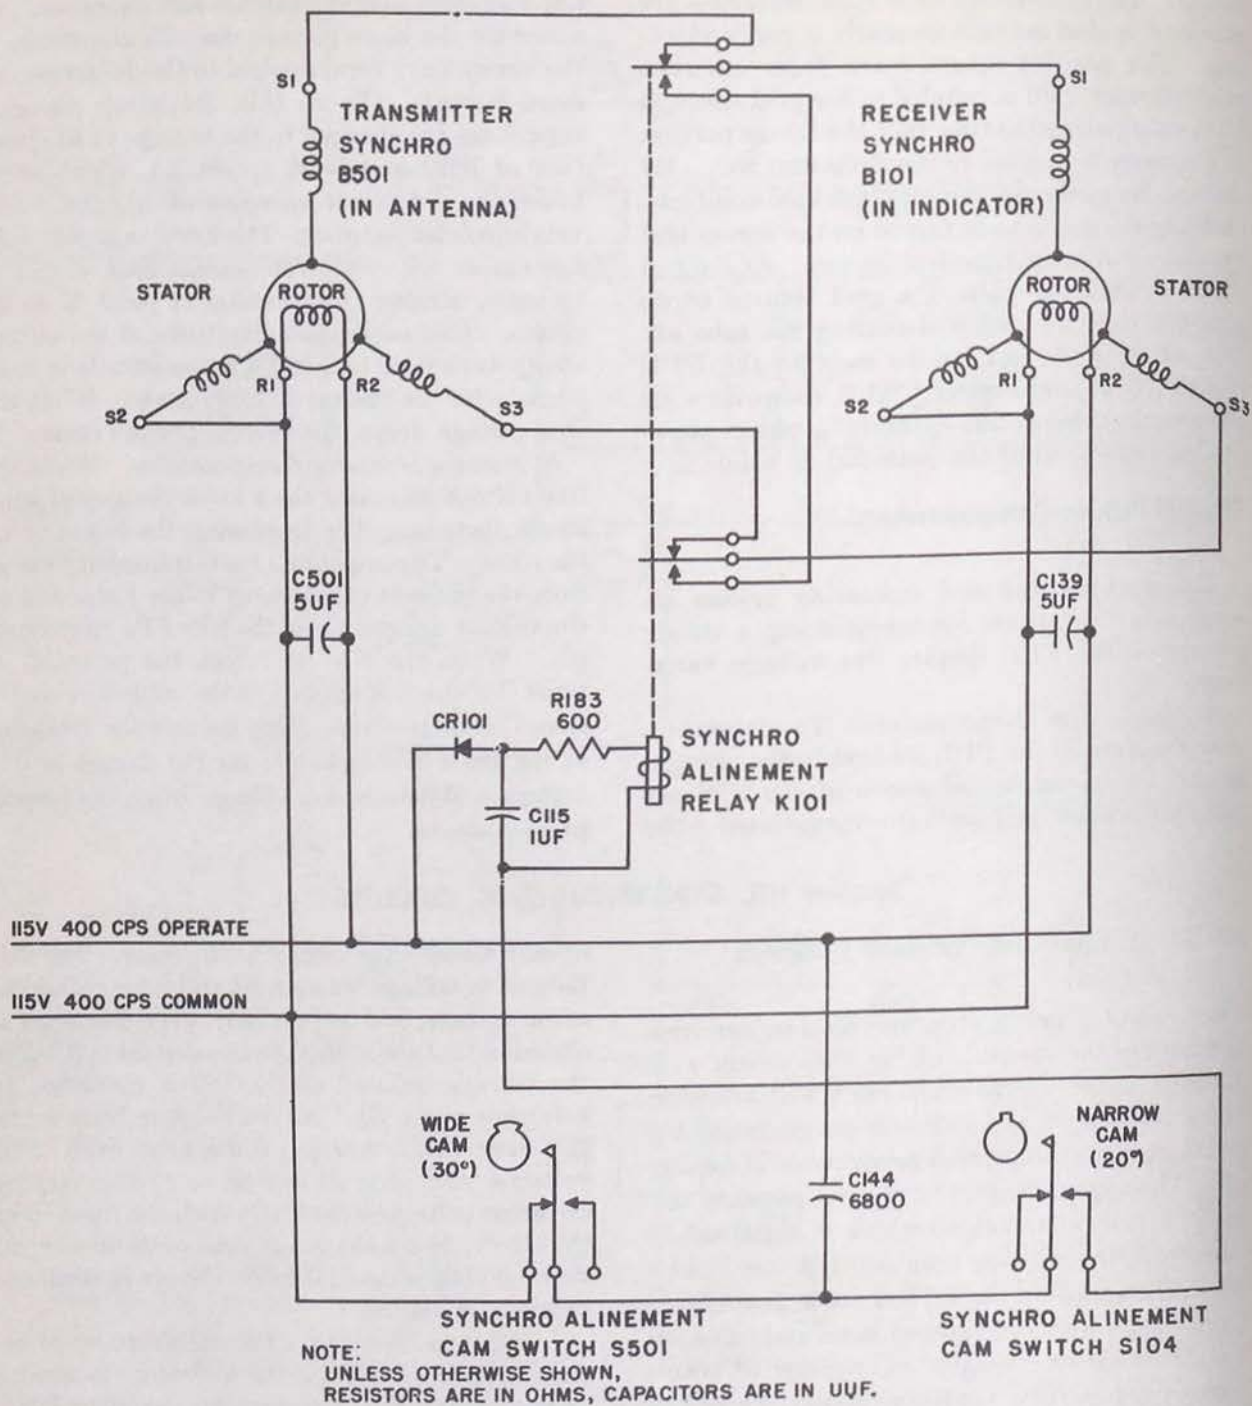 S1
TRANSMITTER
SYNCHRO
B501
(IN ANTENNA)
S1
RECEIVER
SYNCHRO
B101
(IN INDICATOR)
STATOR
ROTOR
ROTOR
STATOR
R1
R2
S2
S3
R1
R2
S2
S3
C501
5UF
C139
5UF
CR101
R183
600
SYNCHRO
ALINEMENT
RELAY K101
C115
1UF
115V 400 CPS OPERATE
115V 400 CPS COMMON
WIDE
CAM
(30°)
NARROW
CAM
(20°)
C144
6800
SYNCHRO ALINEMENT
CAM SWITCH S501
SYNCHRO ALINEMENT
CAM SWITCH S104
NOTE:
UNLESS OTHERWISE SHOWN,
RESISTORS ARE IN OHMS, CAPACITORS ARE IN UUF.